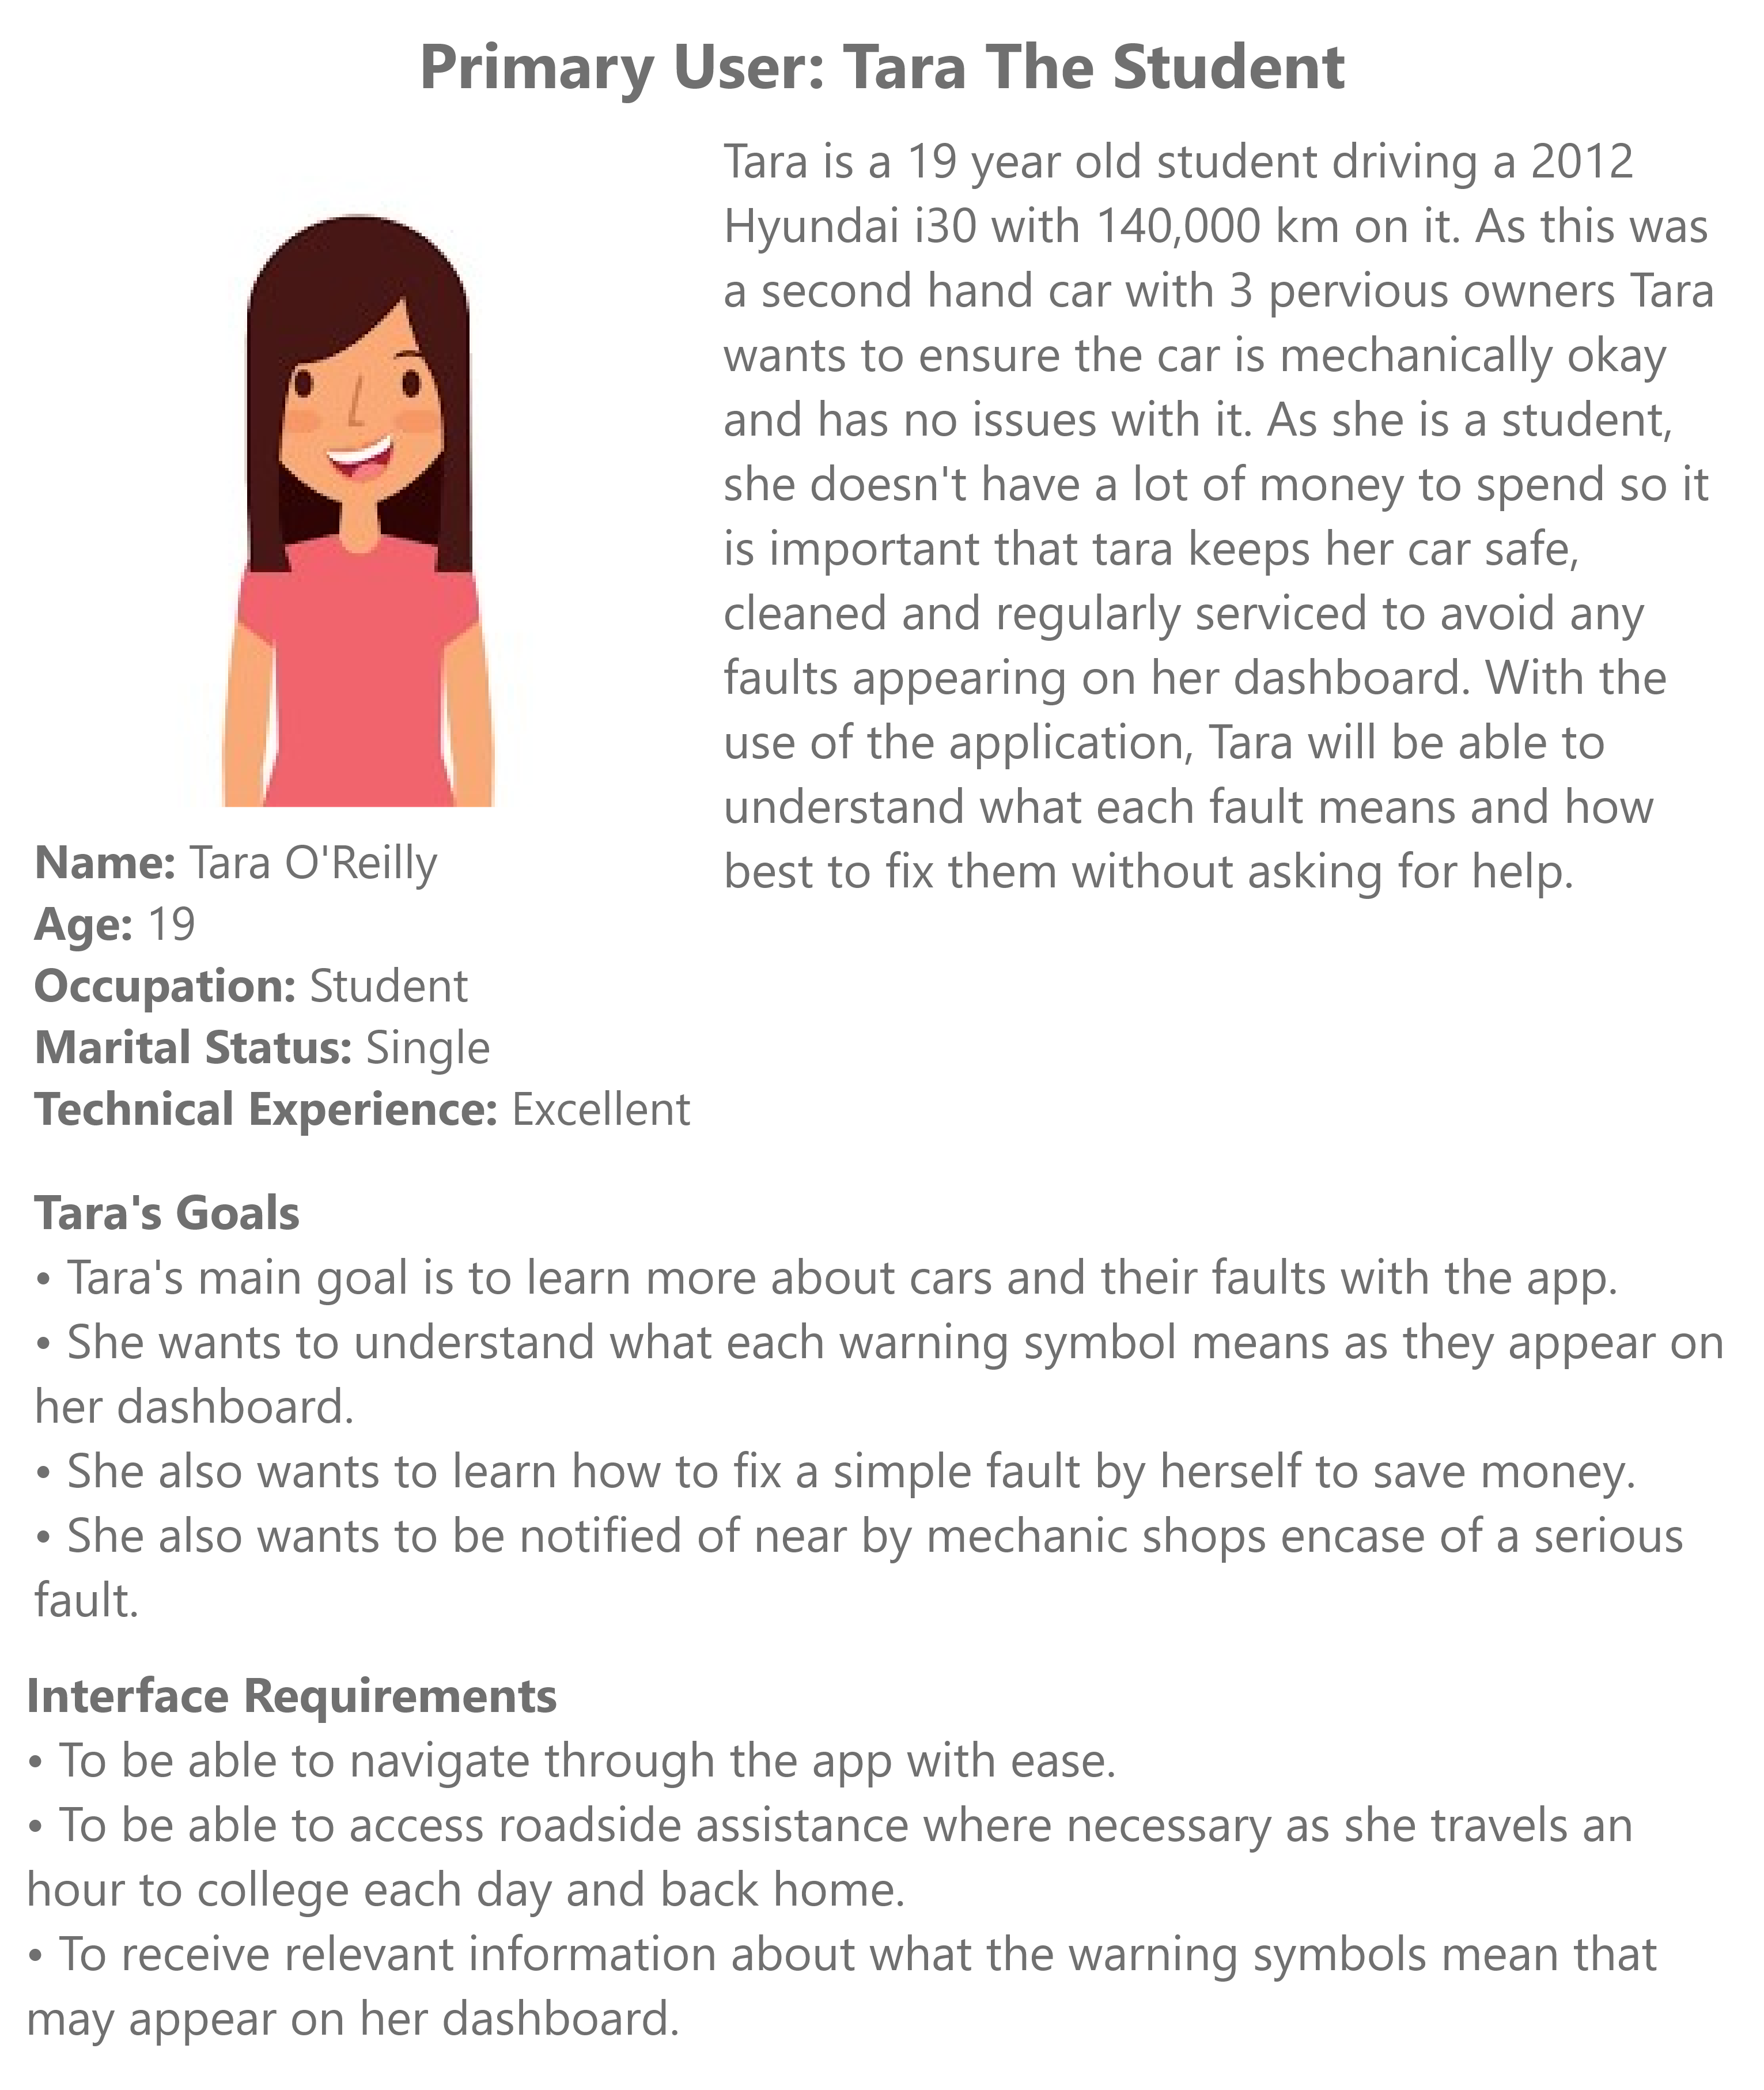 Primary User: Tara The Student
Tara is a 19 year old student driving a 2012
Hyundai i30 with 140,000 km on it. As this was
a second hand car with 3 pervious owners Tara
wants to ensure the car is mechanically okay
and has no issues with it. As she is a student,
she doesn't have a lot of money to spend so it
is important that tara keeps her car safe,
cleaned and regularly serviced to avoid any
faults appearing on her dashboard. With the
use of the application, Tara will be able to
understand what each fault means and how
best to fix them without asking for help.
Name: Tara O'Reilly
Age: 19
Occupation: Student
Marital Status: Single
Technical Experience: Excellent
Tara's Goals
• Tara's main goal is to learn more about cars and their faults with the app.
• She wants to understand what each warning symbol means as they appear on
her dashboard.
• She also wants to learn how to fix a simple fault by herself to save money.
• She also wants to be notified of near by mechanic shops encase of a serious
fault.
Interface Requirements
• To be able to navigate through the app with ease.
• To be able to access roadside assistance where necessary as she travels an
hour to college each day and back home.
• To receive relevant information about what the warning symbols mean that
may appear on her dashboard.